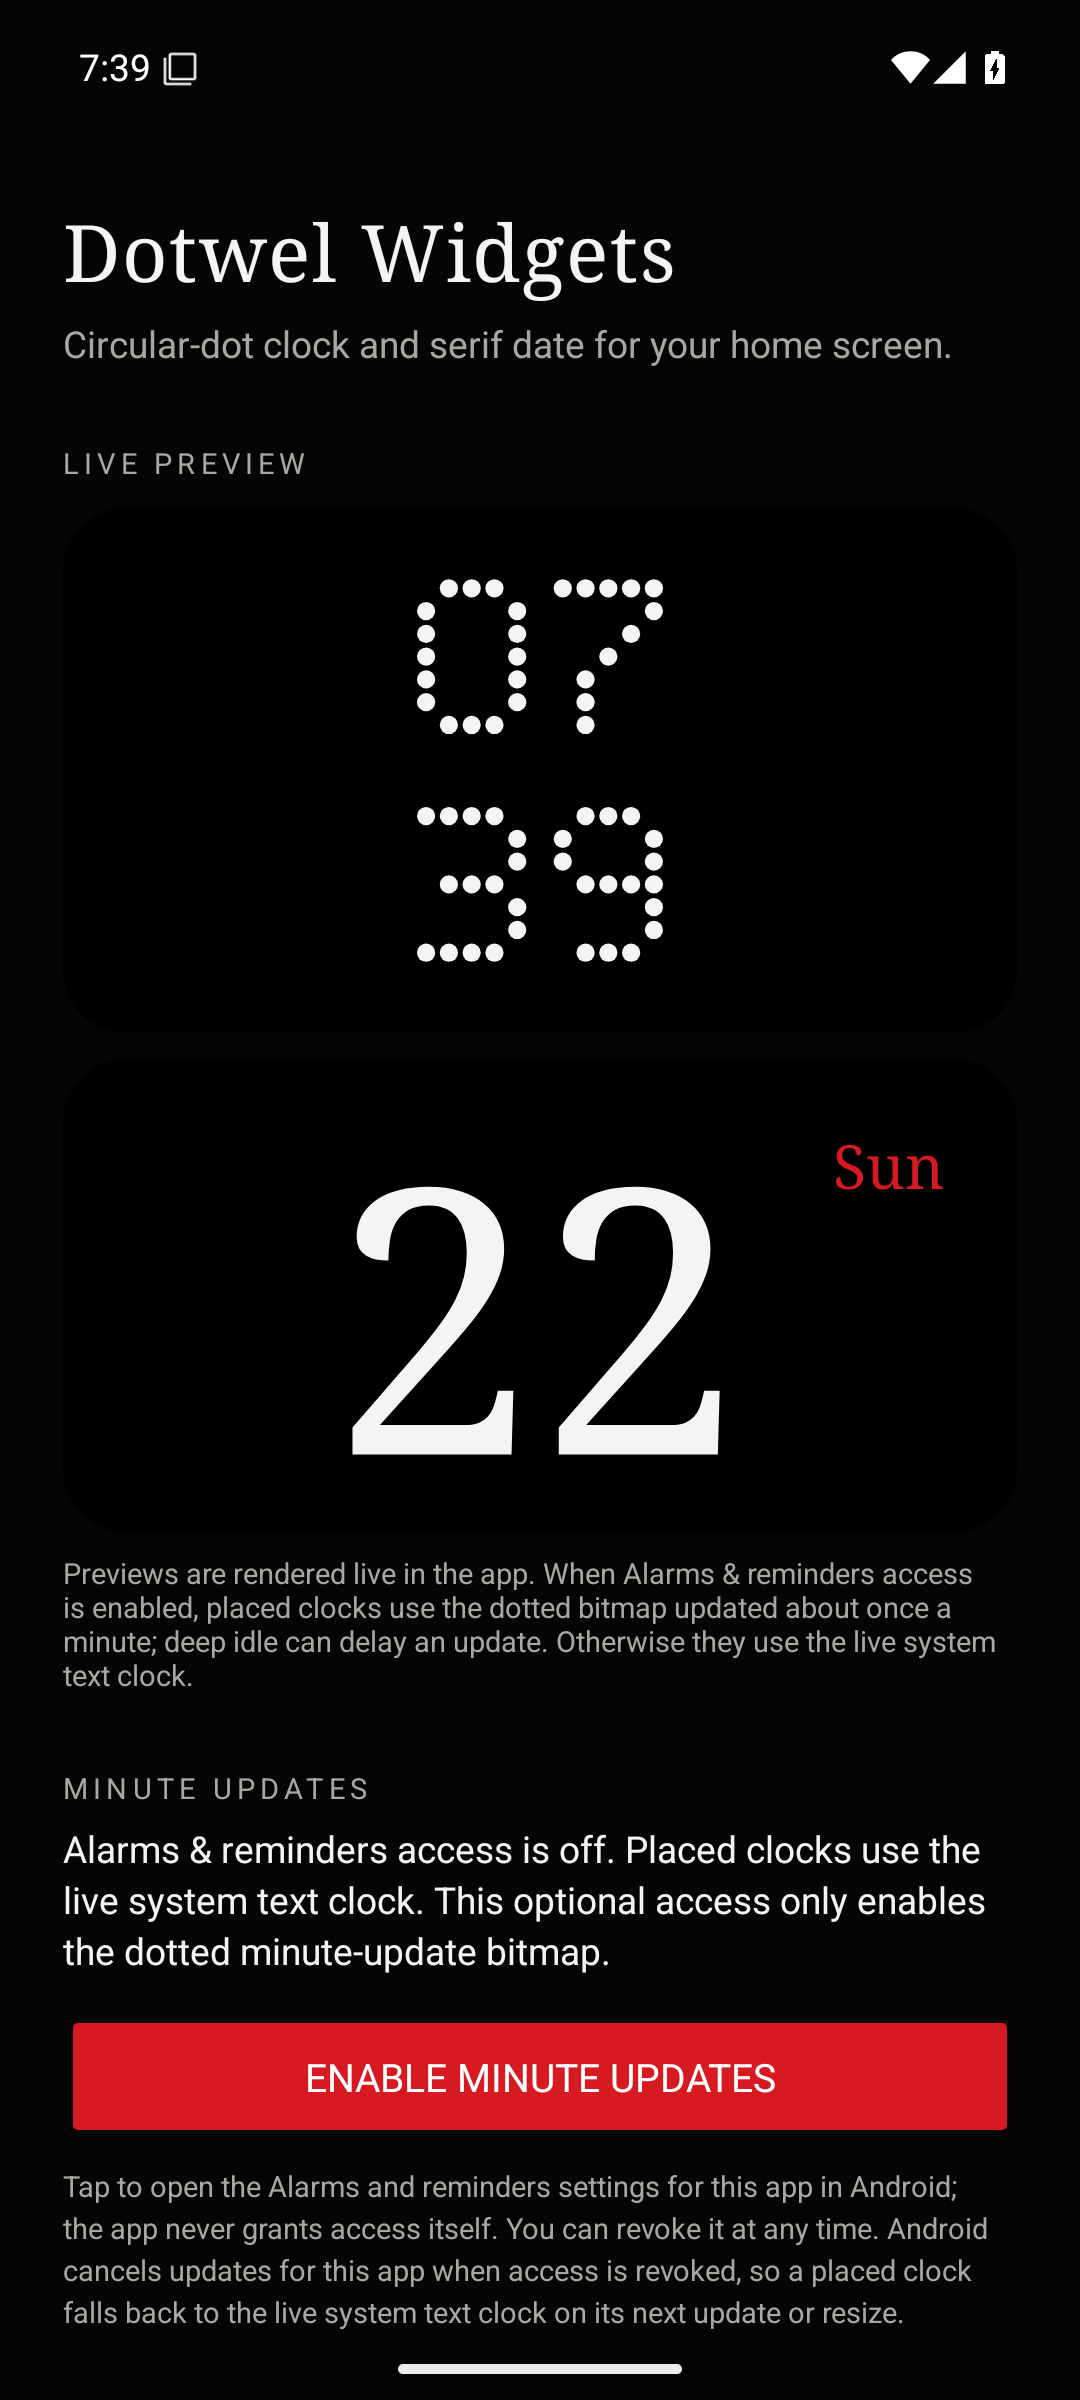 7:39
Dotwel Widgets
Circular-dot clock and serif date for your home screen.
LIVE PREVIEW
07
39
Sun
22
Previews are rendered live in the app. When Alarms & reminders access
is enabled, placed clocks use the dotted bitmap updated about once a
minute; deep idle can delay an update. Otherwise they use the live system
text clock.
MINUTE UPDATES
Alarms & reminders access is off. Placed clocks use the
live system text clock. This optional access only enables
the dotted minute-update bitmap.
ENABLE MINUTE UPDATES
Tap to open the Alarms and reminders settings for this app in Android;
the app never grants access itself. You can revoke it at any time. Android
cancels updates for this app when access is revoked, so a placed clock
falls back to the live system text clock on its next update or resize.